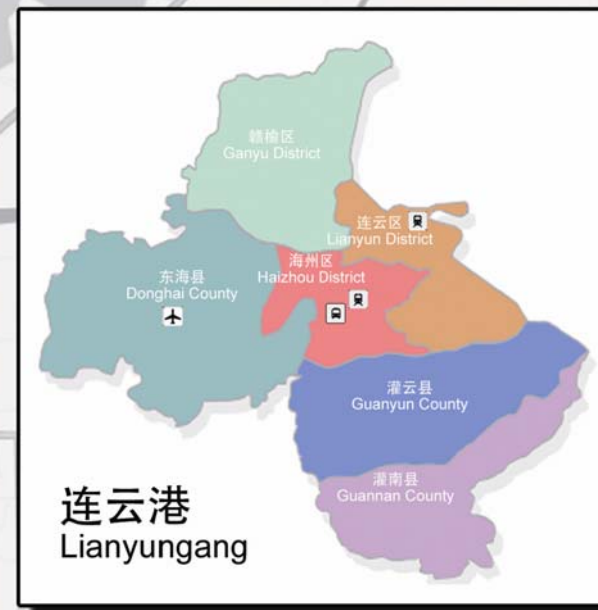 赣榆区
Ganyu District
连云区
Lianyun District
海州区
Haizhou District
东海县
Donghai County
灌云县
Guanyun County
灌南县
Guannan County
连云港
Lianyungang